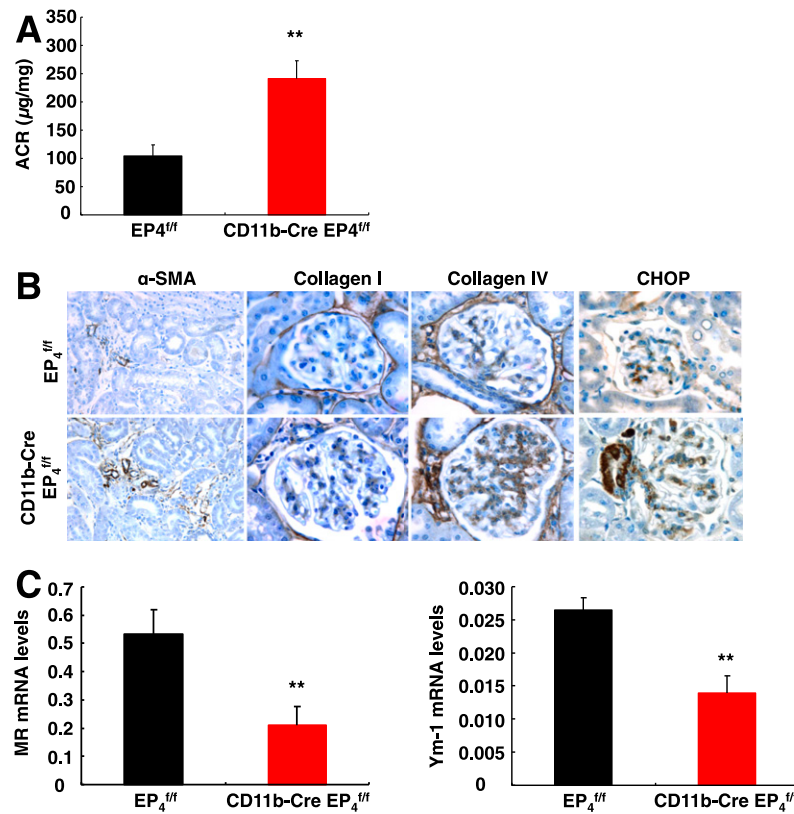 A
350
300
250
200
150
100
50
0
ACR (µg/mg)
**
EP4f/f
CD11b-Cre EP4f/f
B
α-SMA
Collagen I
Collagen IV
CHOP
EP4f/f
CD11b-Cre
EP4f/f
C
0.7
0.6
0.5
0.4
0.3
0.2
0.1
0
MR mRNA levels
**
EP4f/f
CD11b-Cre EP4f/f
0.030
0.025
0.020
0.015
0.010
0.005
0
Ym-1 mRNA levels
**
EP4f/f
CD11b-Cre EP4f/f